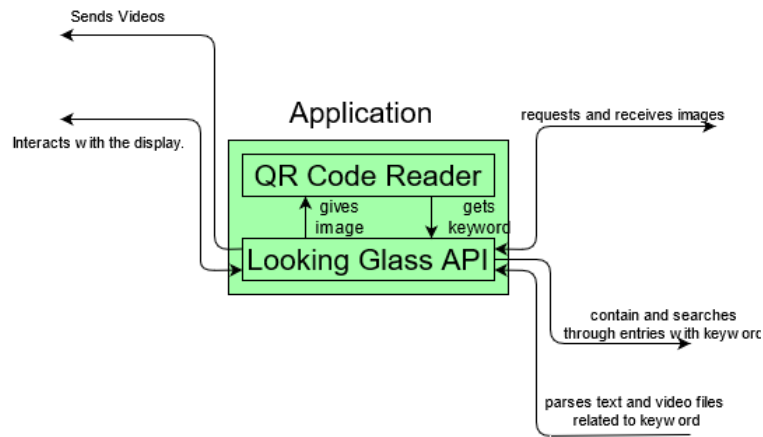 Sends Videos
Application
requests and receives images
Interacts with the display.
QR Code Reader
gives
image
gets
keyword
Looking Glass API
contain and searches
through entries with keyword
parses text and video files
related to keyword